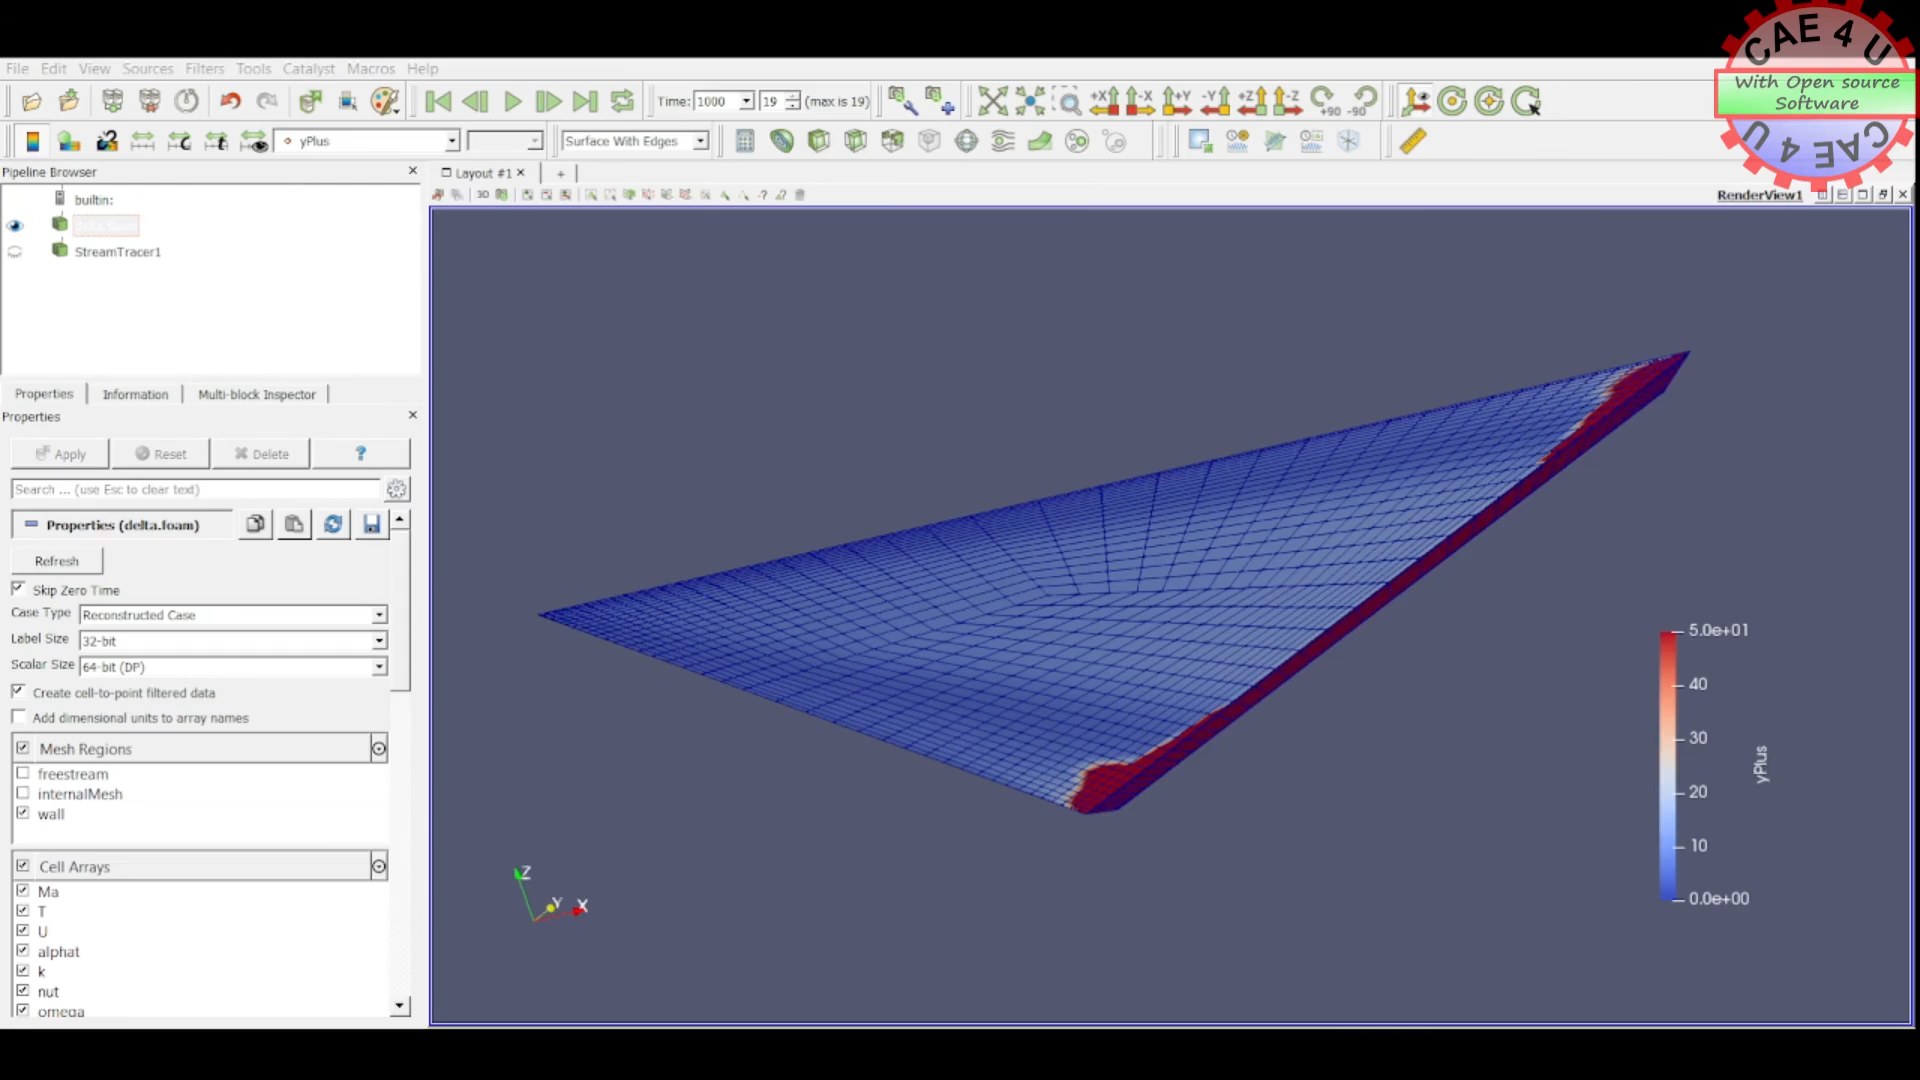 CAE 4 U
With Open source
Software
CAE 4 U
File Edit View Sources Filters Tools Catalyst Macros Help
Time: 1000 19 (max is 19)
+X -X +Y -Y +Z -Z +90 -90
yPlus Surface With Edges
Pipeline Browser
Layout #1
+
3D
RenderView1
builtin:
StreamTracer1
Properties Information Multi-block Inspector
Properties
Apply Reset Delete ?
Search ... (use Esc to clear text)
Properties (delta.foam)
Refresh
Skip Zero Time
Case Type Reconstructed Case
Label Size 32-bit
Scalar Size 64-bit (DP)
Create cell-to-point filtered data
Add dimensional units to array names
Mesh Regions
freestream
internalMesh
wall
Cell Arrays
Ma
T
U
alphat
k
nut
omega
5.0e+01
40
30
20
10
0.0e+00
yPlus
Z
Y
X